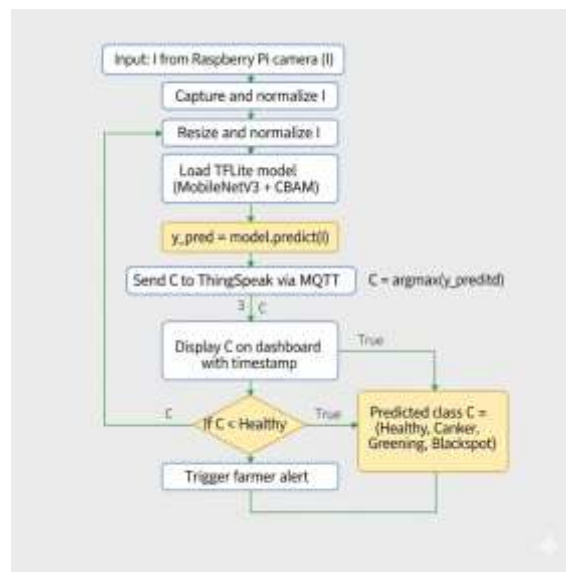 Input: I from Raspberry Pi camera (I)
Capture and normalize I
Resize and normalize I
Load TFLite model
(MobileNetV3 + CBAM)
y_pred = model.predict(I)
Send C to ThingSpeak via MQTT
C = argmax(y_preditd)
3 C
Display C on dashboard
with timestamp
True
C
If C < Healthy
True
Predicted class C =
(Healthy, Canker,
Greening, Blackspot)
Trigger farmer alert